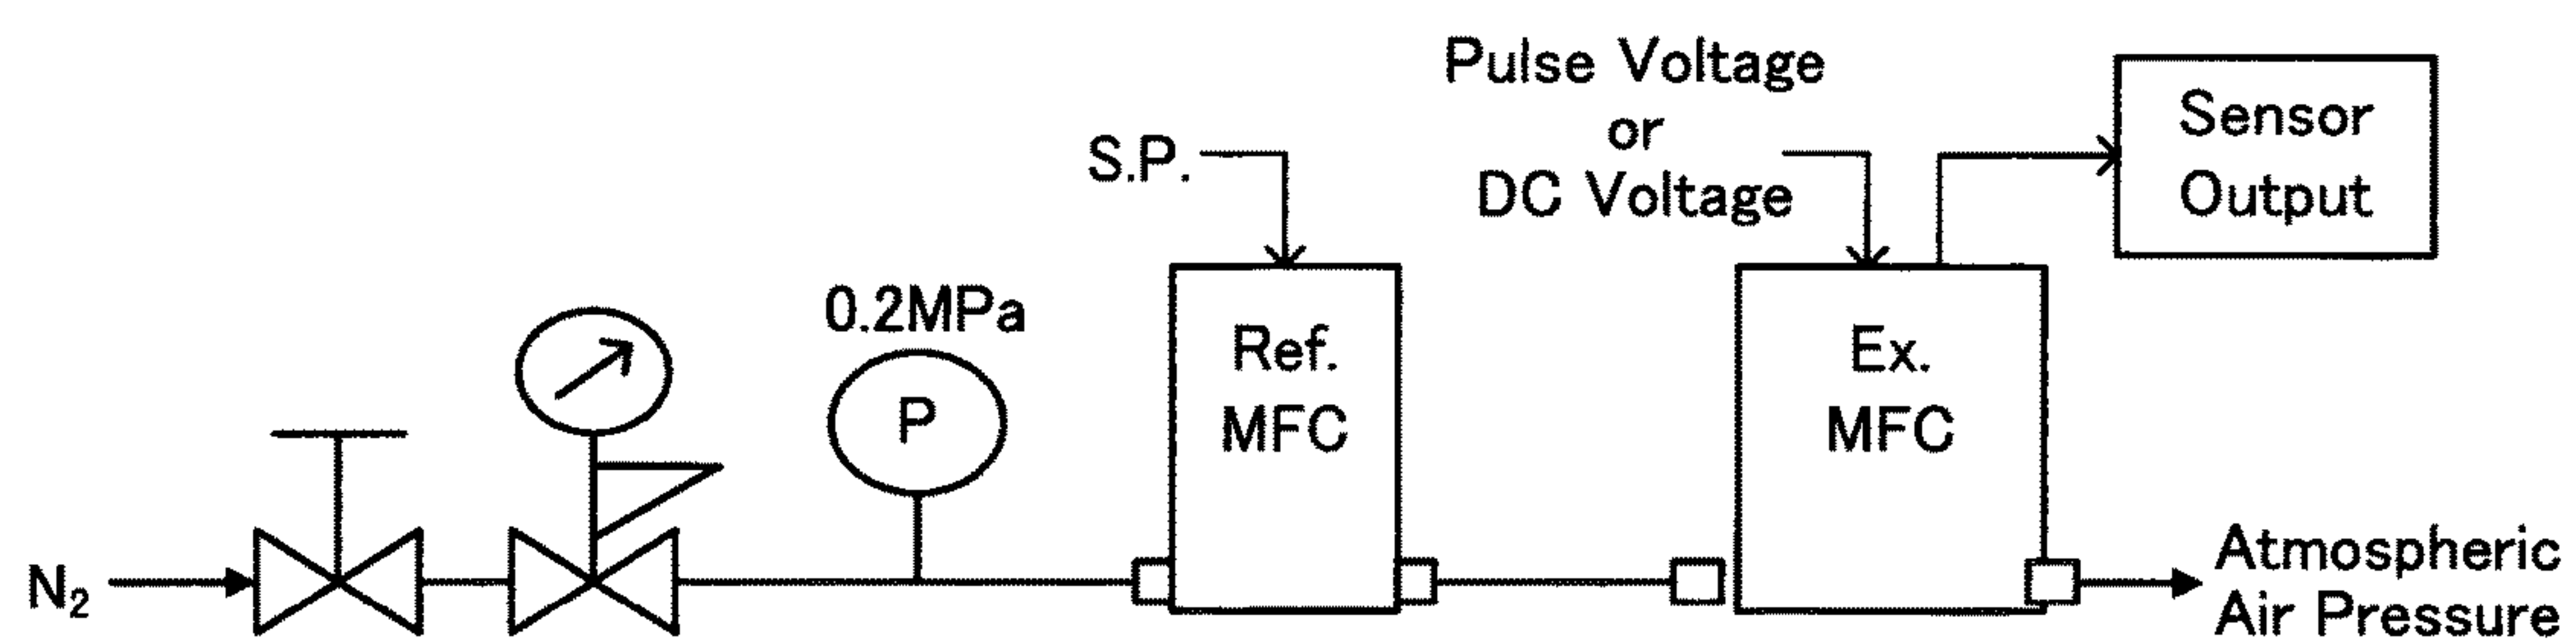 Pulse Voltage
or
DC Voltage
S.P.
Sensor
Output
0.2MPa
P
Ref.
MFC
Ex.
MFC
N₂
Atmospheric
Air Pressure